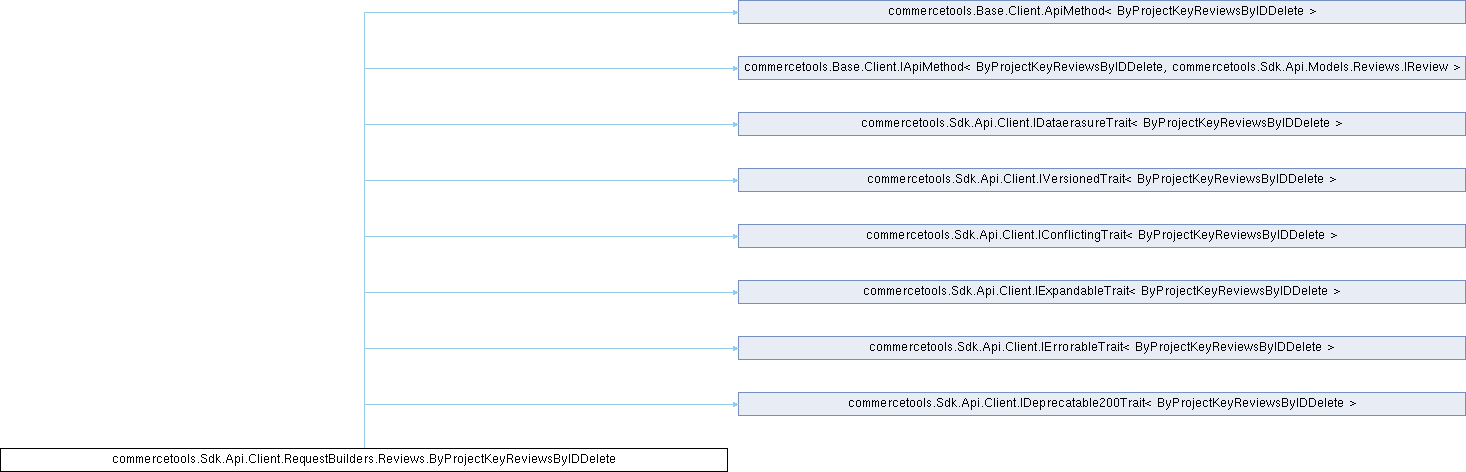 commercetools.Base.Client.ApiMethod< ByProjectKeyReviewsByIDDelete >
commercetools.Base.Client.IApiMethod< ByProjectKeyReviewsByIDDelete, commercetools.Sdk.Api.Models.Reviews.IReview >
commercetools.Sdk.Api.Client.IDataerasureTrait< ByProjectKeyReviewsByIDDelete >
commercetools.Sdk.Api.Client.IVersionedTrait< ByProjectKeyReviewsByIDDelete >
commercetools.Sdk.Api.Client.IConflictingTrait< ByProjectKeyReviewsByIDDelete >
commercetools.Sdk.Api.Client.IExpandableTrait< ByProjectKeyReviewsByIDDelete >
commercetools.Sdk.Api.Client.IErrorableTrait< ByProjectKeyReviewsByIDDelete >
commercetools.Sdk.Api.Client.IDeprecatable200Trait< ByProjectKeyReviewsByIDDelete >
commercetools.Sdk.Api.Client.RequestBuilders.Reviews.ByProjectKeyReviewsByIDDelete